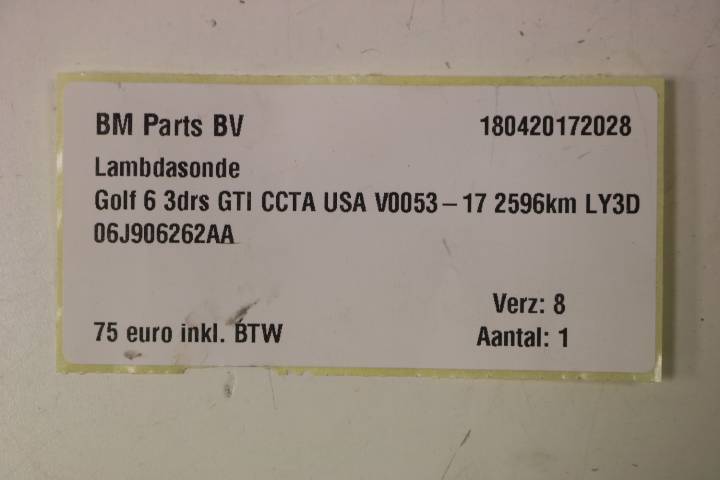 BM Parts BV 180420172028
Lambdasonde
Golf 6 3drs GTI CCTA USA V0053-17 2596km LY3D
06J906262AA
Verz: 8
75 euro inkl. BTW Aantal: 1